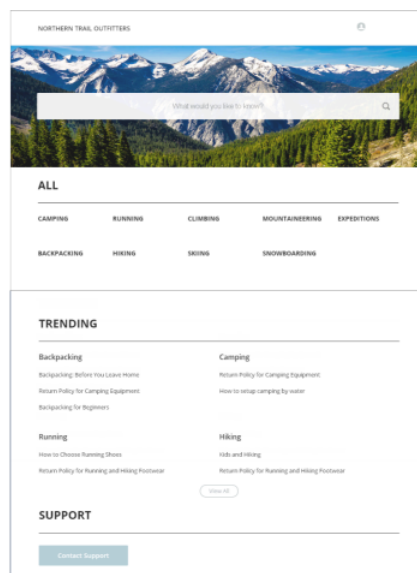 NORTHERN TRAIL OUTFITTERS
What would you like to know?
ALL
CAMPING RUNNING CLIMBING MOUNTAINEERING EXPEDITIONS
BACKPACKING HIKING SKIING SNOWBOARDING
TRENDING
Backpacking Camping
Backpacking: Before You Leave Home Return Policy for Camping Equipment
Return Policy for Camping Equipment How to setup camping by water
Backpacking for Beginners
Running Hiking
How to Choose Running Shoes Kids and Hiking
Return Policy for Running and Hiking Footwear Return Policy for Running and Hiking Footwear
View All
SUPPORT
Contact Support